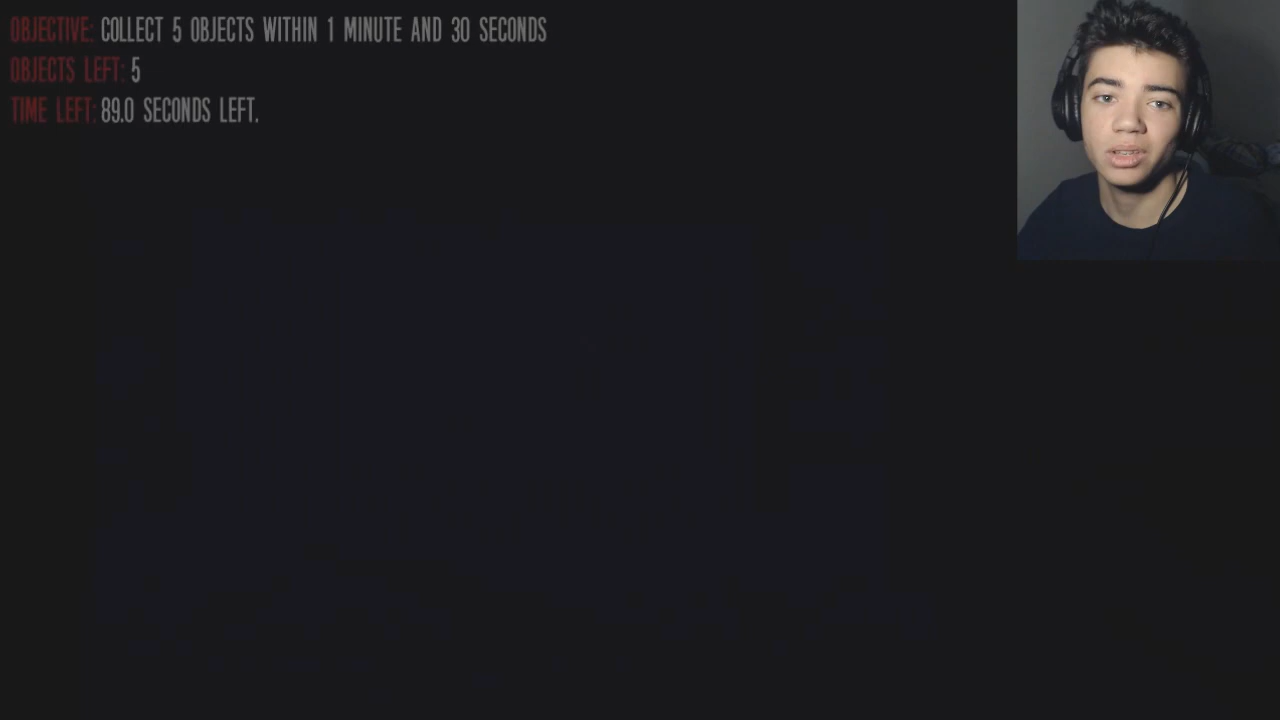 OBJECTIVE: COLLECT 5 OBJECTS WITHIN 1 MINUTE AND 30 SECONDS
OBJECTS LEFT: 5
TIME LEFT: 89.0 SECONDS LEFT.